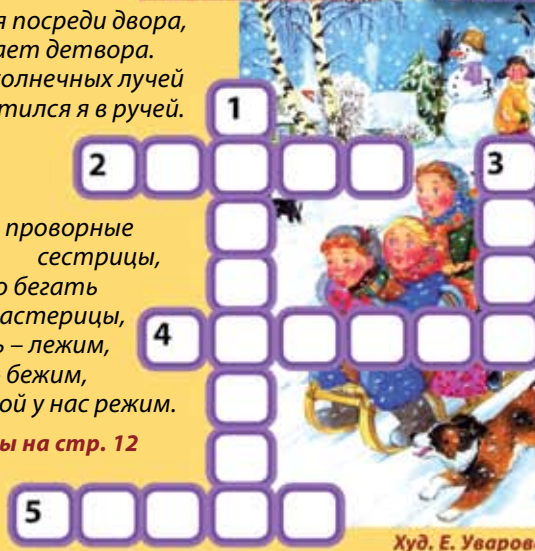 я посреди двора,
ает детвора.
олнечных лучей
тился я в ручей.
1
2
3
проворные
сестрицы,
о бегать
астерицы,
4
ь – лежим,
бежим,
ой у нас режим.
ы на стр. 12
5
Худ. Е. Уварова